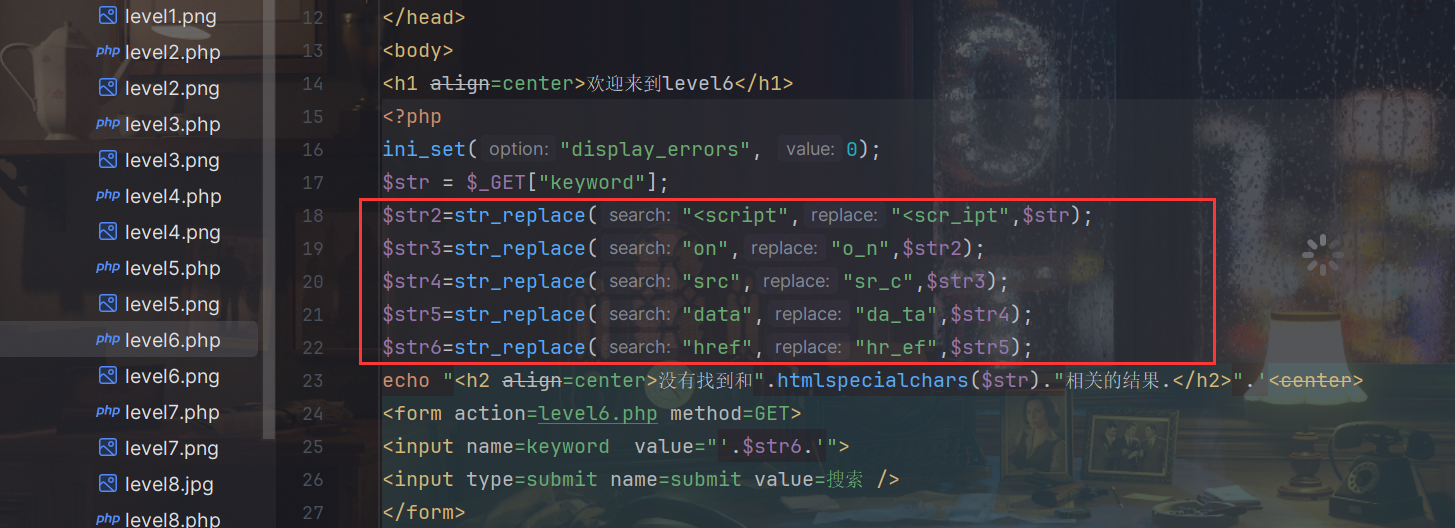 level1.png
php level2.php
level2.png
php level3.php
level3.png
php level4.php
level4.png
php level5.php
level5.png
php level6.php
level6.png
php level7.php
level7.png
level8.jpg
php level8.php
12 </head>
13 <body>
14 <h1 align=center>欢迎来到level6</h1>
15 <?php
16 ini_set( option: "display_errors", value: 0);
17 $str = $_GET["keyword"];
18 $str2=str_replace( search: "<script", replace: "<scr_ipt",$str);
19 $str3=str_replace( search: "on", replace: "o_n",$str2);
20 $str4=str_replace( search: "src", replace: "sr_c",$str3);
21 $str5=str_replace( search: "data", replace: "da_ta",$str4);
22 $str6=str_replace( search: "href", replace: "hr_ef",$str5);
23 echo "<h2 align=center>没有找到和".htmlspecialchars($str)."相关的结果.</h2>".'<center>
24 <form action=level6.php method=GET>
25 <input name=keyword  value="'.$str6.'">
26 <input type=submit name=submit value=搜索 />
27 </form>